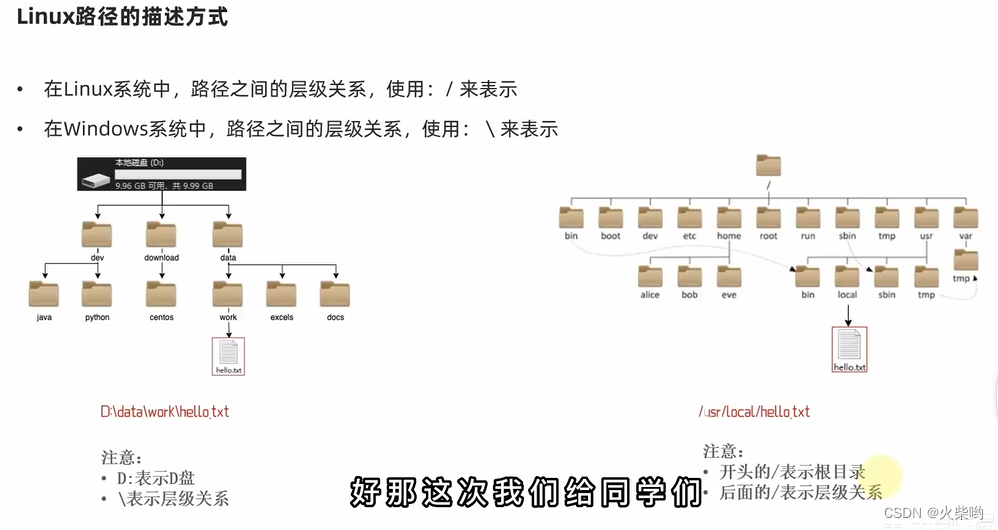 Linux路径的描述方式
• 在Linux系统中，路径之间的层级关系，使用：/ 来表示
• 在Windows系统中，路径之间的层级关系，使用： \ 来表示
本地磁盘 (D:)
9.96 GB 可用，共 9.99 GB
dev download data
java python centos work excels docs
hello.txt
D:\data\work\hello.txt
注意：
• D:表示D盘
• \表示层级关系
/
bin boot dev etc home root run sbin tmp usr var
alice bob eve bin local sbin tmp tmp
hello.txt
/usr/local/hello.txt
注意：
• 开头的/表示根目录
• 后面的/表示层级关系
好那这次我们给同学们
CSDN @火柴哟